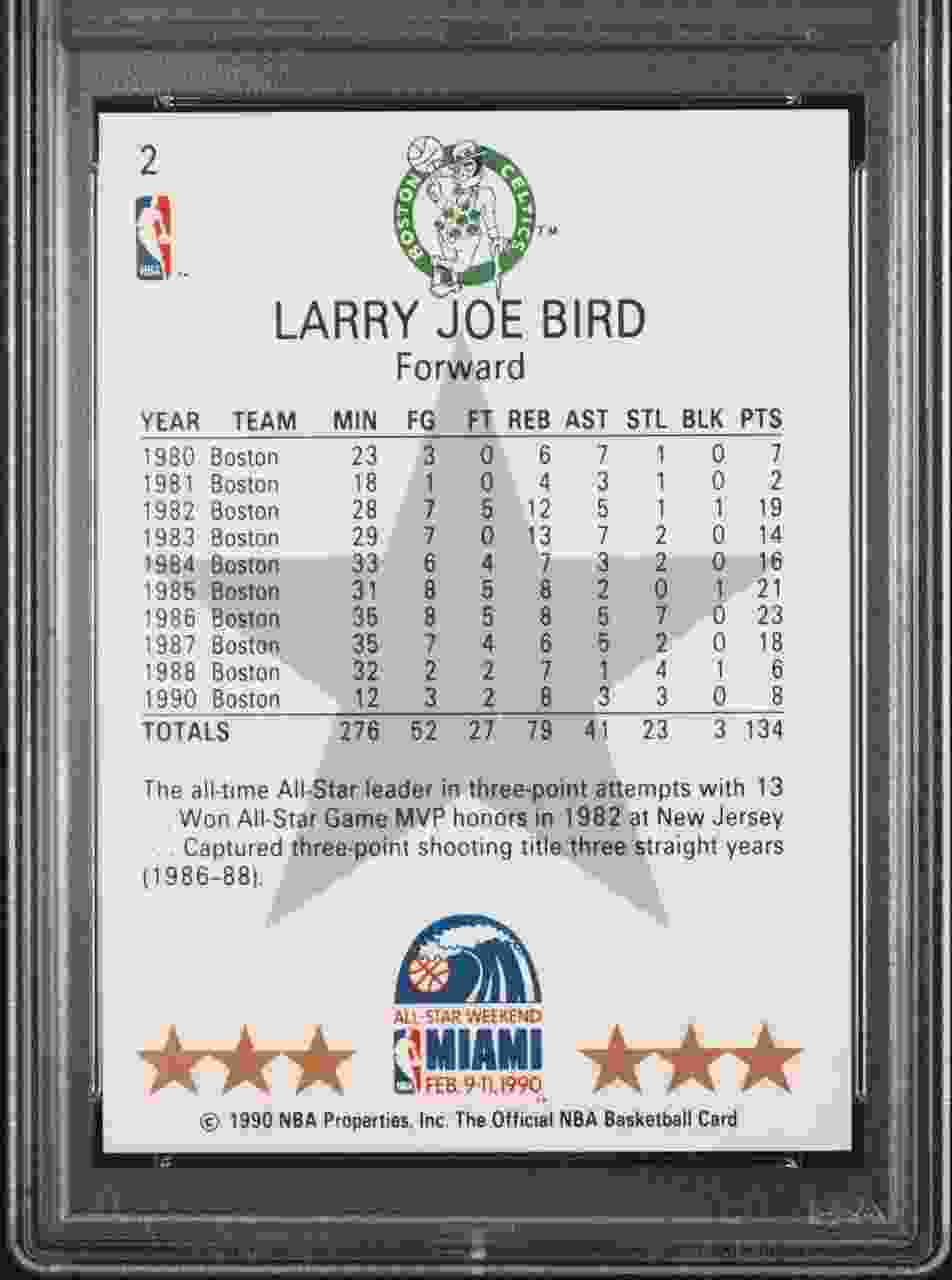 2
BOSTON CELTICS TM
NBA
LARRY JOE BIRD
Forward
YEAR TEAM MIN FG FT REB AST STL BLK PTS
1980 Boston 23 3 0 6 7 1 0 7
1981 Boston 18 1 0 4 3 1 0 2
1982 Boston 28 7 5 12 5 1 1 19
1983 Boston 29 7 0 13 7 2 0 14
1984 Boston 33 6 4 7 3 2 0 16
1985 Boston 31 8 5 8 2 0 1 21
1986 Boston 35 8 5 8 5 7 0 23
1987 Boston 35 7 4 6 5 2 0 18
1988 Boston 32 2 2 7 1 4 1 6
1990 Boston 12 3 2 8 3 3 0 8
TOTALS 276 52 27 79 41 23 3 134
The all-time All-Star leader in three-point attempts with 13
. Won All-Star Game MVP honors in 1982 at New Jersey
. . . Captured three-point shooting title three straight years
(1986–88).
ALL-STAR WEEKEND
MIAMI
FEB. 9-11, 1990
© 1990 NBA Properties, Inc. The Official NBA Basketball Card